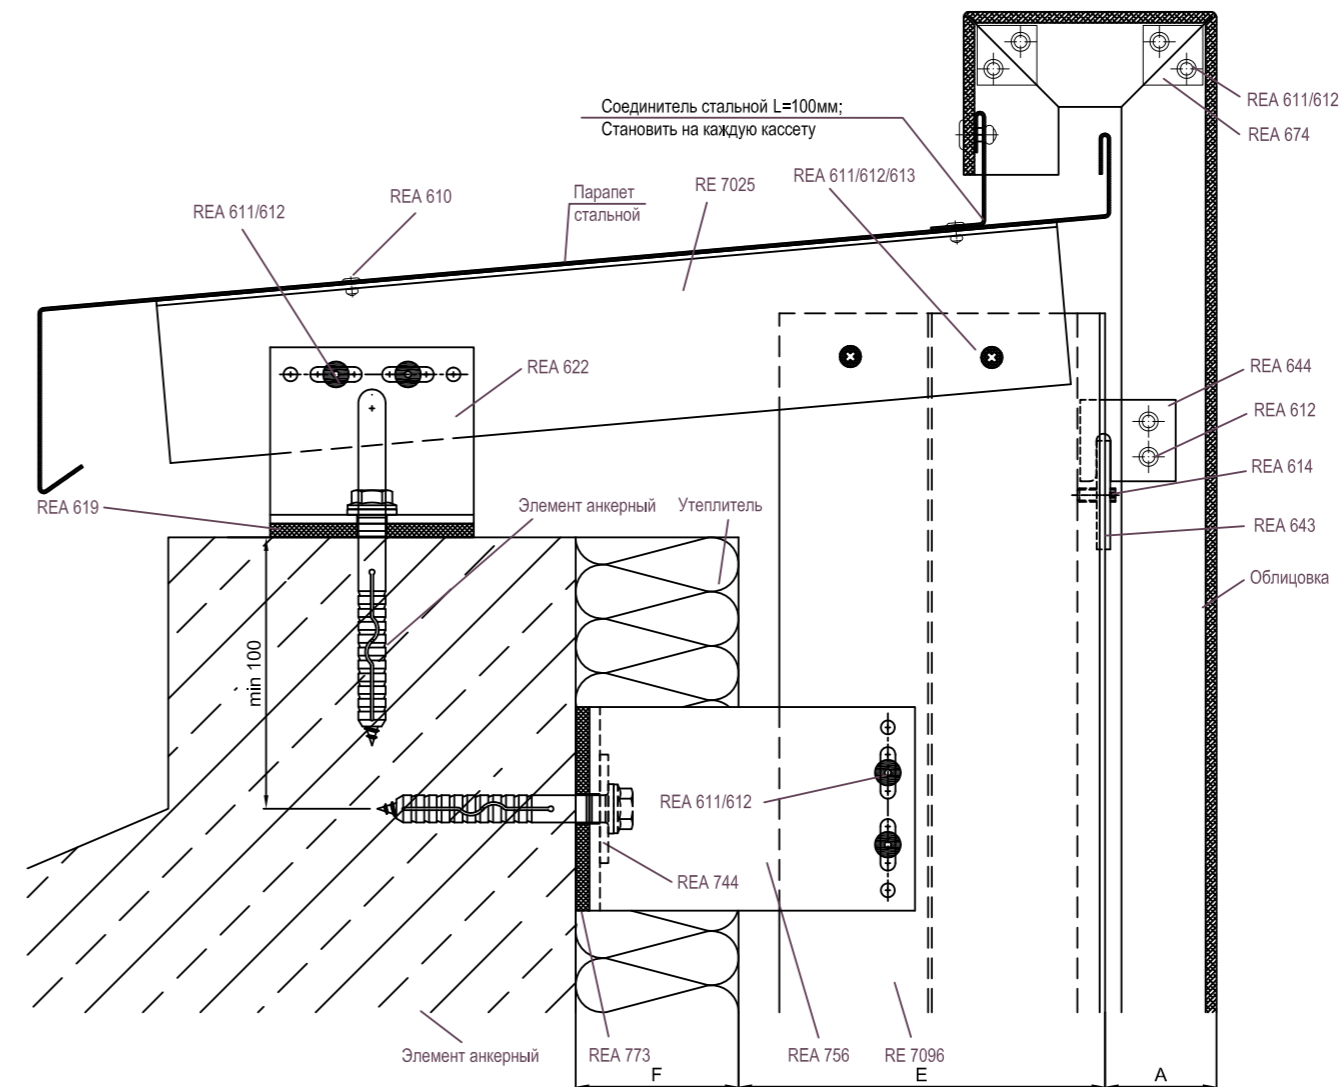 REA 611/612
REA 674
Соединитель стальной L=100мм;
Становить на каждую кассету
REA 611/612
REA 610
Парапет
стальной
RE 7025
REA 611/612/613
REA 622
REA 644
REA 612
REA 614
REA 643
Облицовка
REA 619
Элемент анкерный
Утеплитель
min 100
REA 611/612
REA 744
Элемент анкерный
REA 773
REA 756
RE 7096
F
E
A